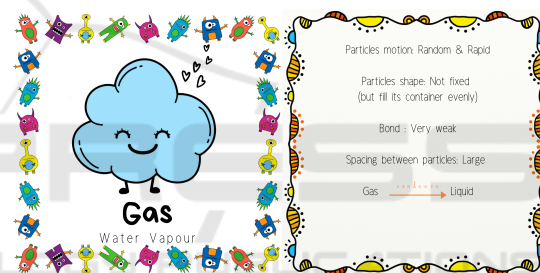 Gas
Water Vapour
Particles motion: Random & Rapid
Particles shape: Not fixed
(but fill its container evenly)
Bond : Very weak
Spacing between particles: Large
condense
Gas Liquid